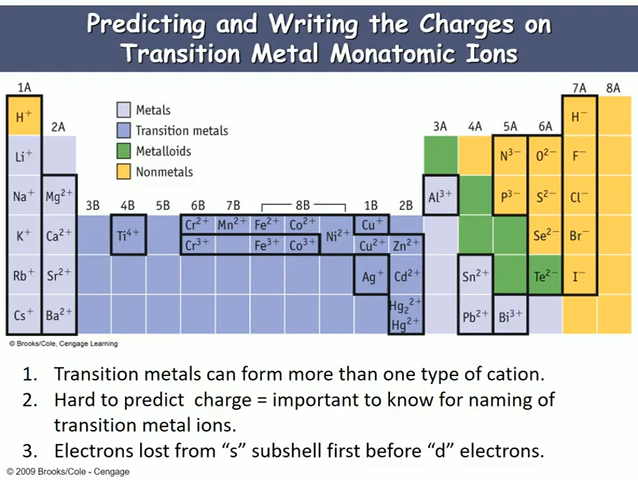 Predicting and Writing the Charges on
Transition Metal Monatomic Ions
1A
7A 8A
H⁺
2A
Metals
Transition metals
Metalloids
Nonmetals
3A 4A 5A 6A
H⁻
Li⁺
N³⁻ O²⁻ F⁻
Na⁺ Mg²⁺
3B 4B 5B 6B 7B 8B 1B 2B
Al³⁺ P³⁻ S²⁻ Cl⁻
K⁺ Ca²⁺ Ti⁴⁺ Cr²⁺ Mn²⁺ Fe²⁺ Co²⁺ Ni²⁺ Cu⁺ Se²⁻ Br⁻
Cr³⁺ Fe³⁺ Co³⁺ Cu²⁺ Zn²⁺
Rb⁺ Sr²⁺ Ag⁺ Cd²⁺ Sn²⁺ Te²⁻ I⁻
Cs⁺ Ba²⁺ Hg₂²⁺ Pb²⁺ Bi³⁺
Hg²⁺
© Brooks/Cole, Cengage Learning
1. Transition metals can form more than one type of cation.
2. Hard to predict charge = important to know for naming of
transition metal ions.
3. Electrons lost from “s” subshell first before “d” electrons.
© 2009 Brooks/Cole - Cengage